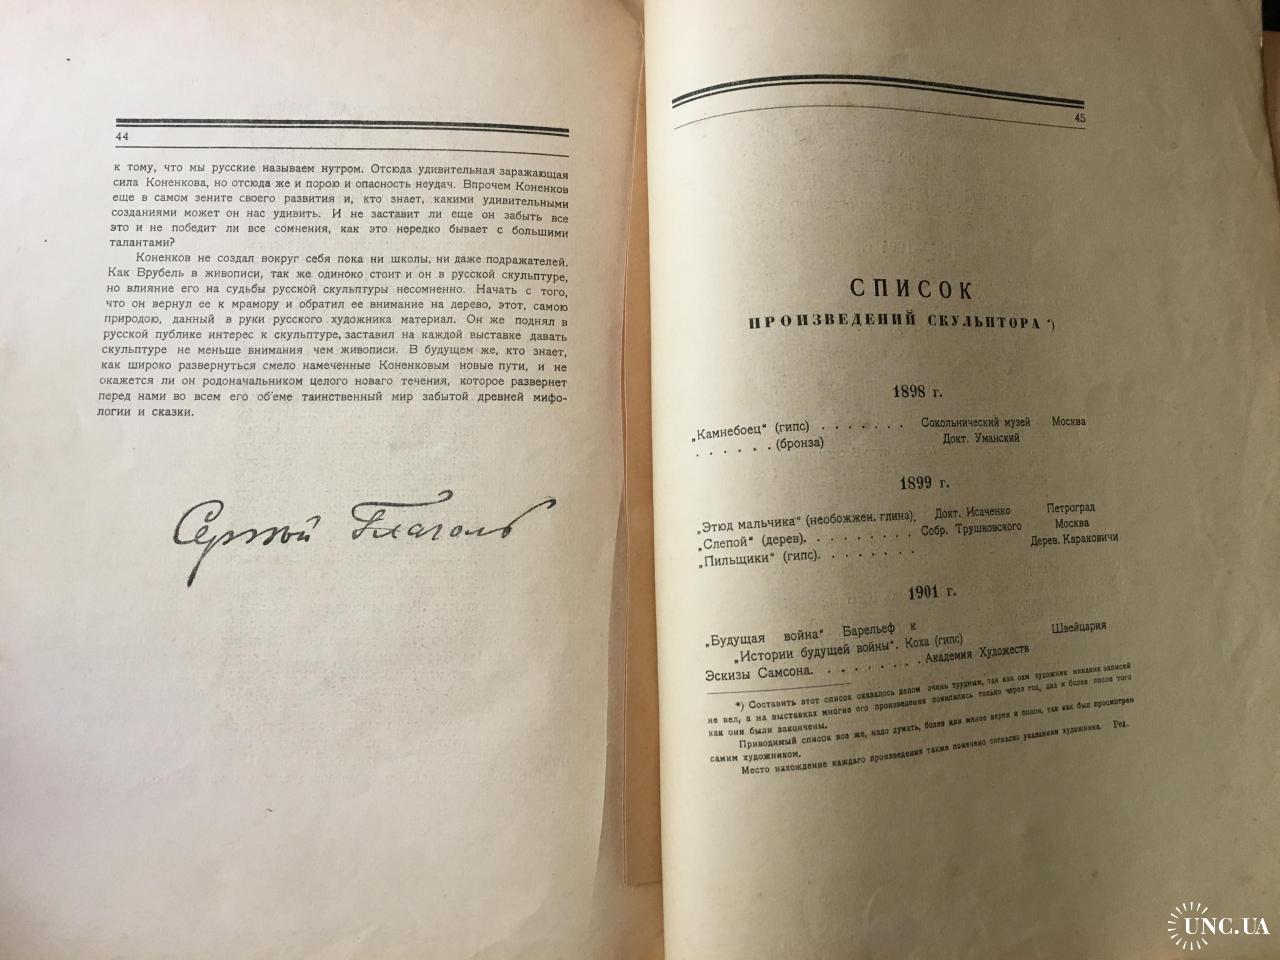 44
к тому, что мы русские называем нутром. Отсюда удивительная заражающая
сила Коненкова, но отсюда же и порою и опасность неудач. Впрочем Коненков
еще в самом зените своего развития и, кто знает, какими удивительными
созданиями может он нас удивить. И не заставит ли еще он забыть все
это и не победит ли все сомнения, как это нередко бывает с большими
талантами?
Коненков не создал вокруг себя пока ни школы, ни даже подражателей.
Как Врубель в живописи, так же одиноко стоит и он в русской скульптуре,
но влияние его на судьбы русской скульптуры несомненно. Начать с того,
что он вернул ее к мрамору и обратил ее внимание на дерево, этот, самою
природою, данный в руки русского художника материал. Он же поднял в
русской публике интерес к скульптуре, заставил на каждой выставке давать
скульптуре не меньше внимания чем живописи. В будущем же, кто знает,
как широко развернуться смело намеченные Коненковым новые пути, и не
окажется ли он родоначальником целого новаго течения, которое развернет
перед нами во всем его об'еме таинственный мир забытой древней мифо-
логии и сказки.
Сергей Глаголь
45
СПИСОК
ПРОИЗВЕДЕНИЙ СКУЛЬПТОРА *)
1898 г.
„Камнебоец" (гипс) . . . . . . . Сокольнический музей Москва
. . . . . . (бронза) Докт. Уманский
1899 г.
„Этюд мальчика" (необожжен. глина). Докт. Исаченко Петроград
„Слепой" (дерев). . . . . . . . . Собр. Трушковского Москва
„Пильщики" (гипс). . . . . . . . Дерев. Караковичи
1901 г.
„Будущая война" Барельеф к
„Истории будущей войны". Коха (гипс) Швейцария
Эскизы Самсона. . . . . . . . . Академия Художеств
*) Составить этот список оказалось делом очень трудным, так как сам художник никаких записей
не вел, а на выставках многие его произведения появлялись только через год, два и более после того
как они были закончены.
Приводимый список все же, надо думать, более или менее верен и полон, так как был просмотрен
самим художником.
Место нахождение каждаго произведения также помечено согласно указаниям художника. Ред.
UNC.UA